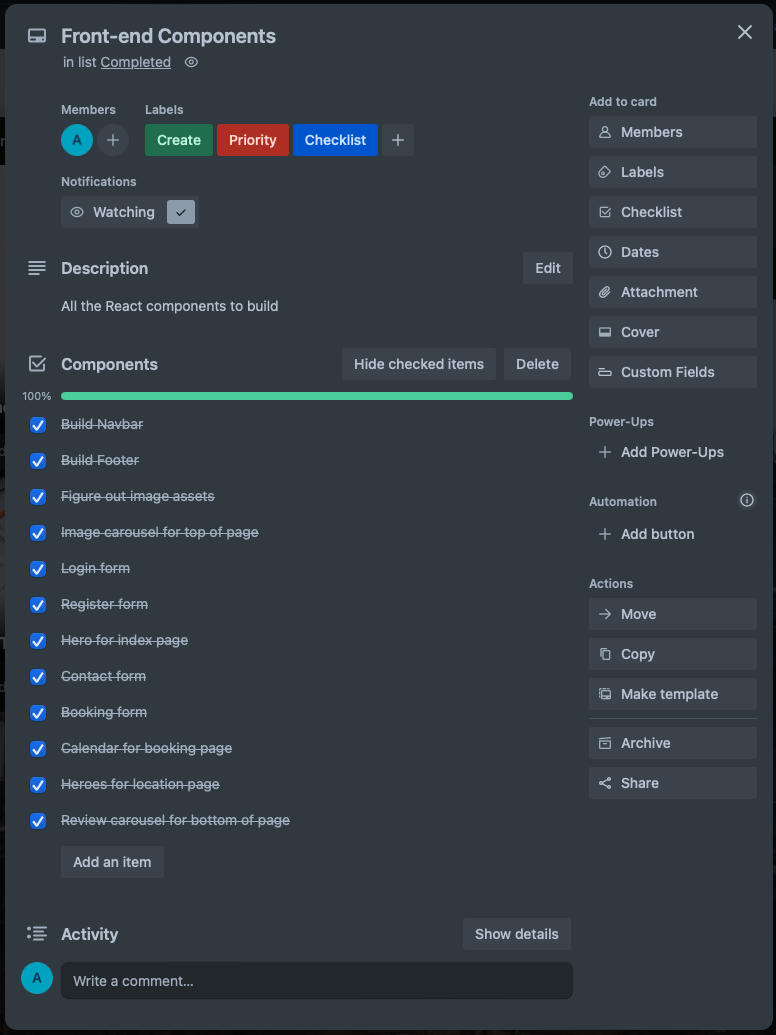 Front-end Components
in list Completed
Members
Labels
A
Create
Priority
Checklist
Notifications
Watching
Description
Edit
All the React components to build
Components
Hide checked items
Delete
100%
Build Navbar
Build Footer
Figure out image assets
Image carousel for top of page
Login form
Register form
Hero for index page
Contact form
Booking form
Calendar for booking page
Heroes for location page
Review carousel for bottom of page
Add an item
Activity
Show details
A
Write a comment…
Add to card
Members
Labels
Checklist
Dates
Attachment
Cover
Custom Fields
Power-Ups
Add Power-Ups
Automation
Add button
Actions
Move
Copy
Make template
Archive
Share